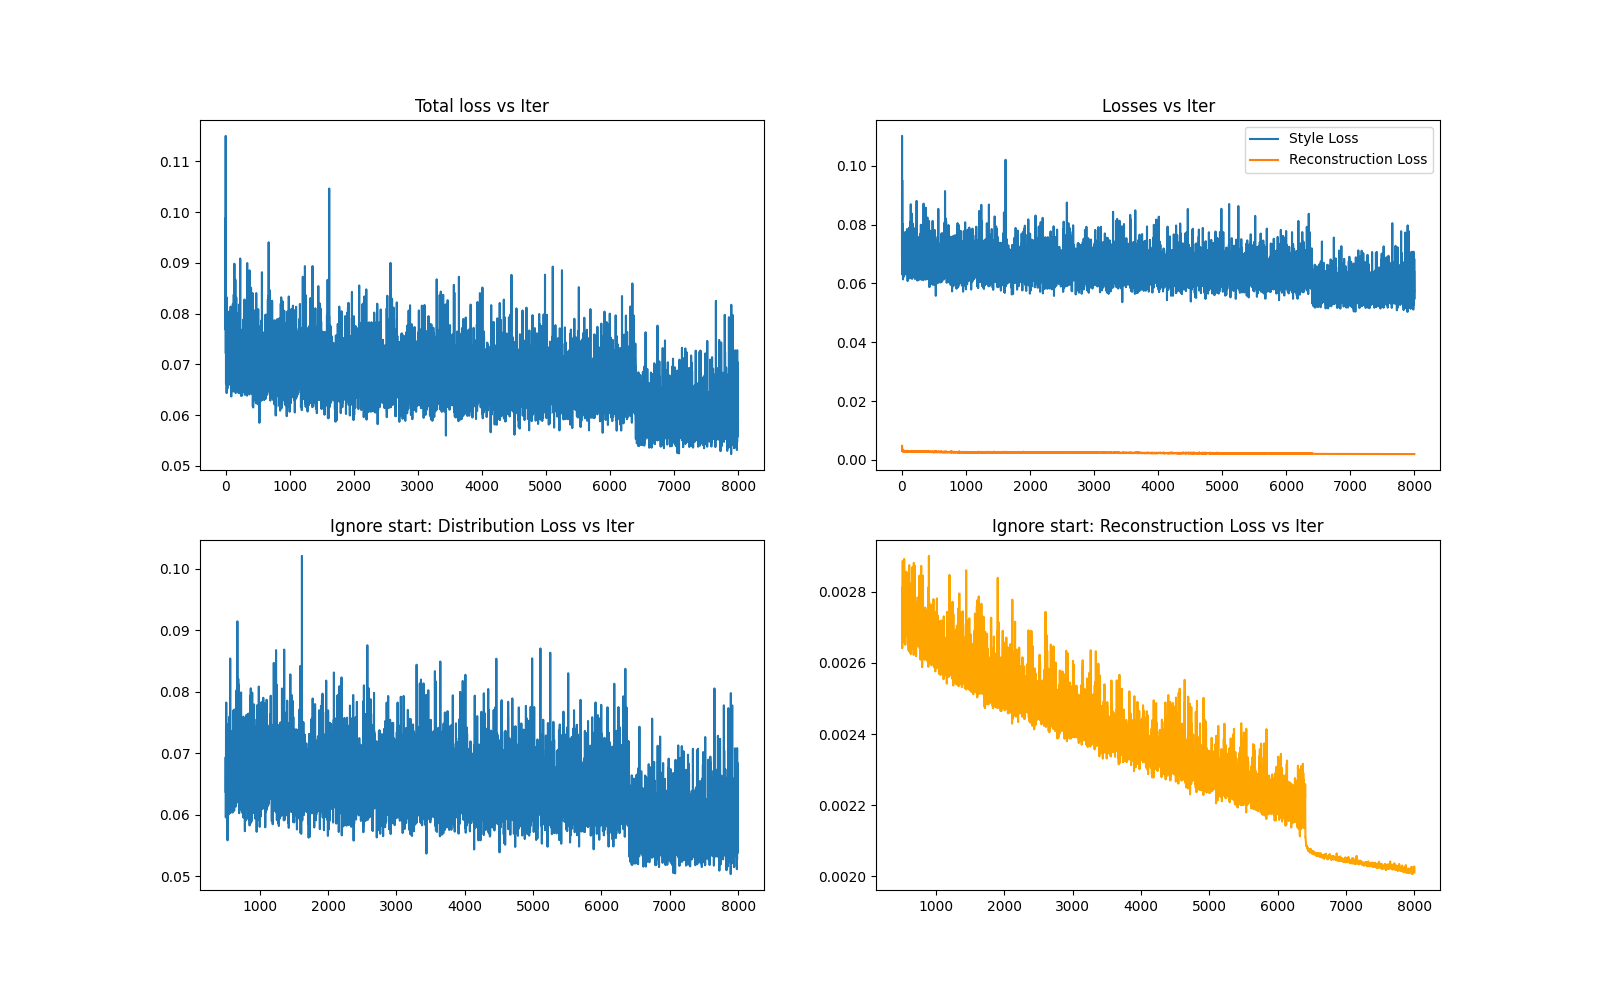 Total loss vs Iter
0.11
0.10
0.09
0.08
0.07
0.06
0.05
0 1000 2000 3000 4000 5000 6000 7000 8000
Losses vs Iter
Style Loss
Reconstruction Loss
0.10
0.08
0.06
0.04
0.02
0.00
0 1000 2000 3000 4000 5000 6000 7000 8000
Ignore start: Distribution Loss vs Iter
0.10
0.09
0.08
0.07
0.06
0.05
1000 2000 3000 4000 5000 6000 7000 8000
Ignore start: Reconstruction Loss vs Iter
0.0028
0.0026
0.0024
0.0022
0.0020
1000 2000 3000 4000 5000 6000 7000 8000